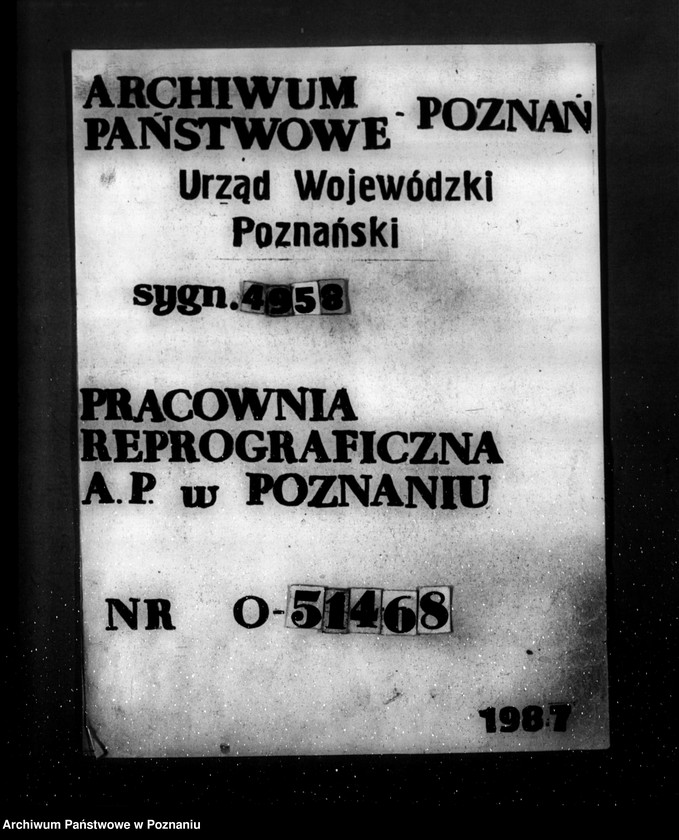 ARCHIWUM
PAŃSTWOWE - POZNAŃ
Urząd Wojewódzki
Poznański
sygn. 4958
PRACOWNIA
REPROGRAFICZNA
A. P. w POZNANIU
NR O-51468
1987
Archiwum Państwowe w Poznaniu